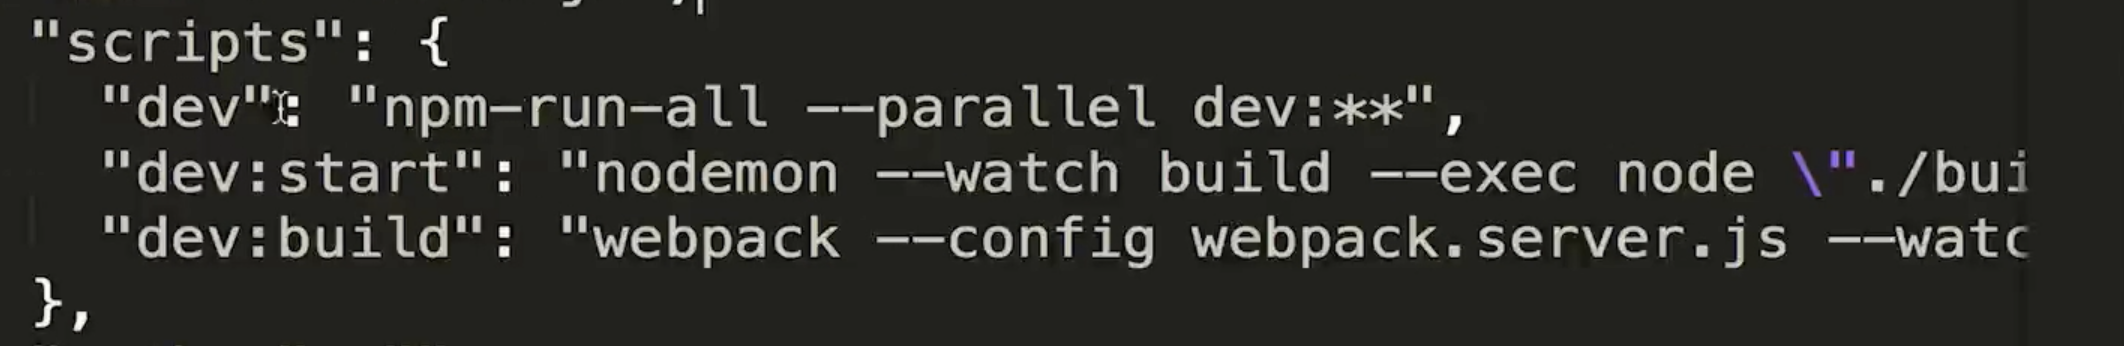 "scripts": {
"dev": "npm-run-all --parallel dev:**",
"dev:start": "nodemon --watch build --exec node \"./bui
"dev:build": "webpack --config webpack.server.js --watc
},